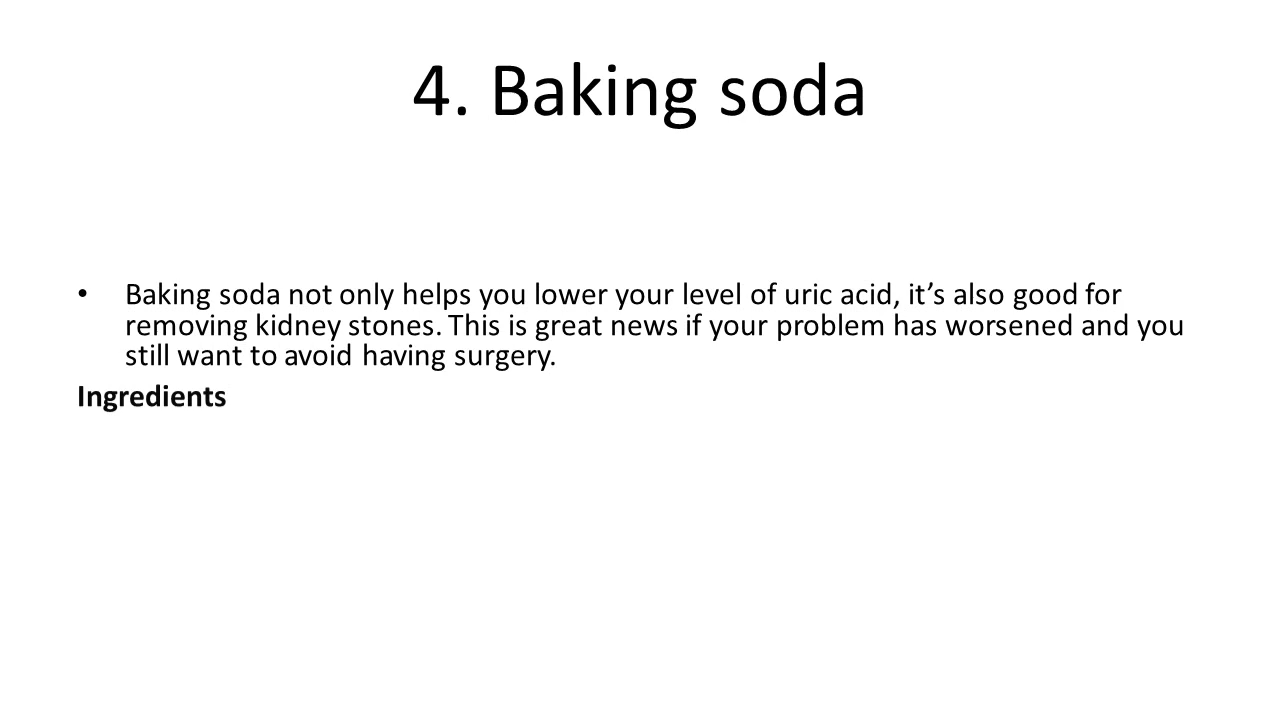 4. Baking soda
• Baking soda not only helps you lower your level of uric acid, it’s also good for
removing kidney stones. This is great news if your problem has worsened and you
still want to avoid having surgery.
Ingredients